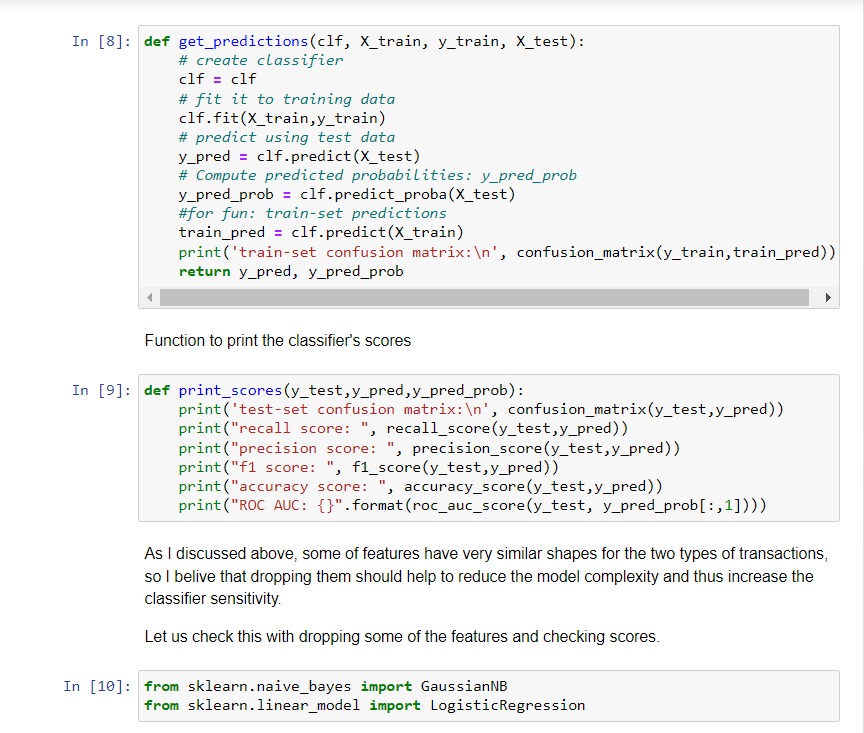 In [8]: def get_predictions(clf, X_train, y_train, X_test):
    # create classifier
    clf = clf
    # fit it to training data
    clf.fit(X_train,y_train)
    # predict using test data
    y_pred = clf.predict(X_test)
    # Compute predicted probabilities: y_pred_prob
    y_pred_prob = clf.predict_proba(X_test)
    #for fun: train-set predictions
    train_pred = clf.predict(X_train)
    print('train-set confusion matrix:\n', confusion_matrix(y_train,train_pred))
    return y_pred, y_pred_prob
Function to print the classifier's scores
In [9]: def print_scores(y_test,y_pred,y_pred_prob):
    print('test-set confusion matrix:\n', confusion_matrix(y_test,y_pred))
    print("recall score: ", recall_score(y_test,y_pred))
    print("precision score: ", precision_score(y_test,y_pred))
    print("f1 score: ", f1_score(y_test,y_pred))
    print("accuracy score: ", accuracy_score(y_test,y_pred))
    print("ROC AUC: {}".format(roc_auc_score(y_test, y_pred_prob[:,1])))
As I discussed above, some of features have very similar shapes for the two types of transactions,
so I belive that dropping them should help to reduce the model complexity and thus increase the
classifier sensitivity.
Let us check this with dropping some of the features and checking scores.
In [10]: from sklearn.naive_bayes import GaussianNB
from sklearn.linear_model import LogisticRegression